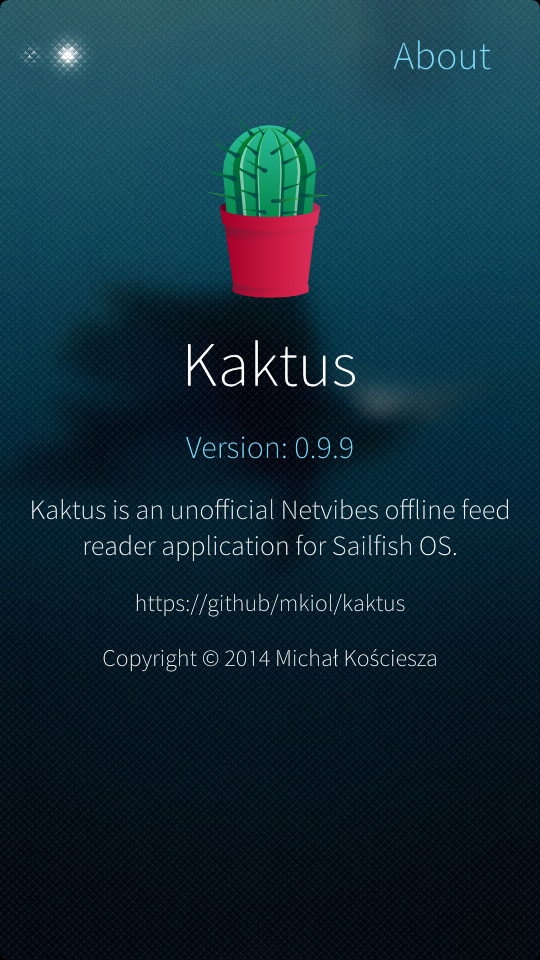 About
Kaktus
Version: 0.9.9
Kaktus is an unofficial Netvibes offline feed
reader application for Sailfish OS.
https://github/mkiol/kaktus
Copyright © 2014 Michał Kościesza